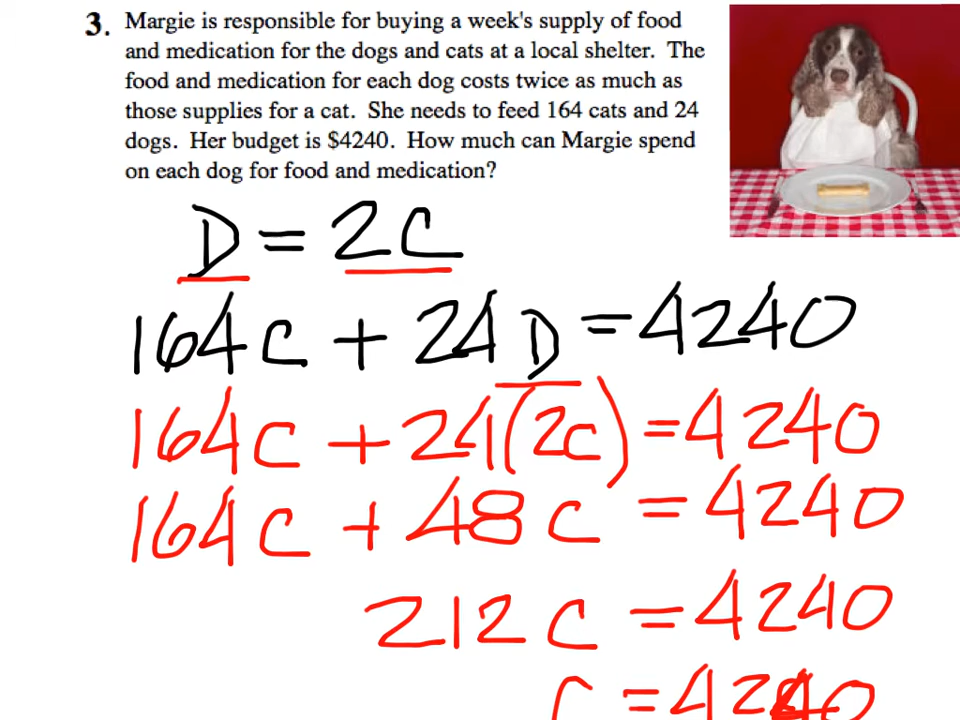 3. Margie is responsible for buying a week's supply of food
and medication for the dogs and cats at a local shelter. The
food and medication for each dog costs twice as much as
those supplies for a cat. She needs to feed 164 cats and 24
dogs. Her budget is $4240. How much can Margie spend
on each dog for food and medication?
D = 2C
164C + 24D = 4240
164C + 24(2C) = 4240
164C + 48C = 4240
212C = 4240
C = 4240